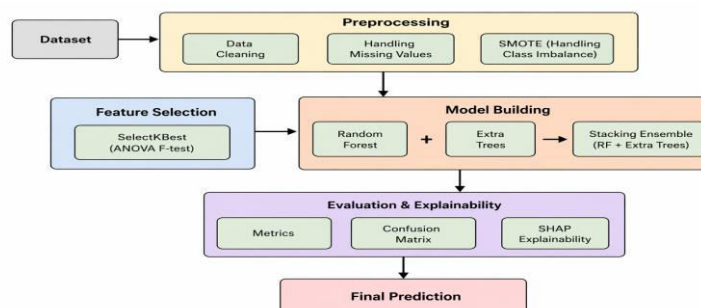 Preprocessing
Dataset
Data
Cleaning
Handling
Missing Values
SMOTE (Handling
Class Imbalance)
Feature Selection
SelectKBest
(ANOVA F-test)
Model Building
Random
Forest
+
Extra
Trees
Stacking Ensemble
(RF + Extra Trees)
Evaluation & Explainability
Metrics
Confusion
Matrix
SHAP
Explainability
Final Prediction